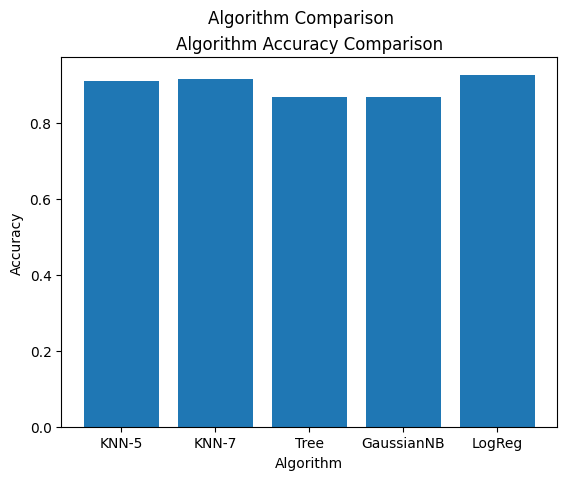 Algorithm Comparison
Algorithm Accuracy Comparison
Accuracy
0.8
0.6
0.4
0.2
0.0
KNN-5 KNN-7 Tree GaussianNB LogReg
Algorithm